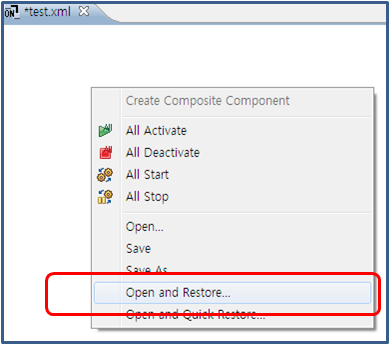 ON
*test.xml
Create Composite Component
All Activate
All Deactivate
All Start
All Stop
Open...
Save
Save As...
Open and Restore...
Open and Quick Restore...